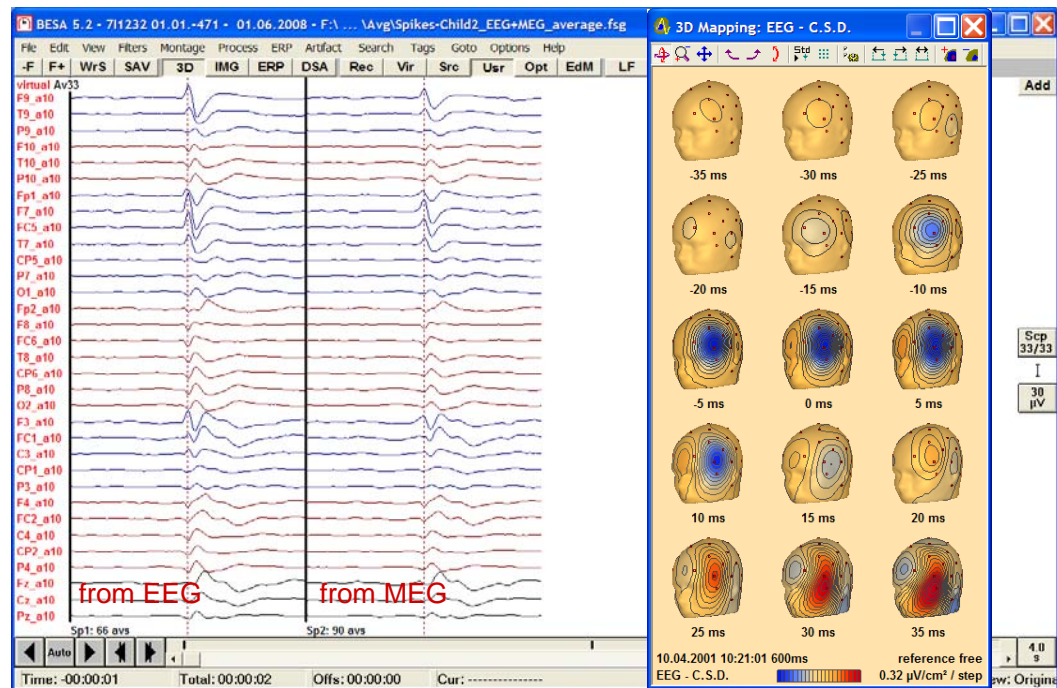 BESA 5.2 - 7I1232 01.01.-471 - 01.06.2008 - F:\ ... \Avg\Spikes-Child2_EEG+MEG_average.fsg
File Edit View Filters Montage Process ERP Artifact Search Tags Goto Options Help
-F F+ WrS SAV 3D IMG ERP DSA Rec Vir Src Usr Opt EdM LF
virtual Av33
F9_a10
T9_a10
P9_a10
F10_a10
T10_a10
P10_a10
Fp1_a10
F7_a10
FC5_a10
T7_a10
CP5_a10
P7_a10
O1_a10
Fp2_a10
F8_a10
FC6_a10
T8_a10
CP6_a10
P8_a10
O2_a10
F3_a10
FC1_a10
C3_a10
CP1_a10
P3_a10
F4_a10
FC2_a10
C4_a10
CP2_a10
P4_a10
Fz_a10
Cz_a10
Pz_a10
from EEG
from MEG
Sp1: 66 avs
Sp2: 90 avs
Auto
Time: -00:00:01 Total: 00:00:02 Offs: 00:00:00 Cur: ---------------
3D Mapping: EEG - C.S.D.
Std
-35 ms -30 ms -25 ms
-20 ms -15 ms -10 ms
-5 ms 0 ms 5 ms
10 ms 15 ms 20 ms
25 ms 30 ms 35 ms
10.04.2001 10:21:01 600ms reference free
EEG - C.S.D. 0.32 µV/cm² / step
Add
Scp
33/33
30
µV
4.0
s
ew: Origina